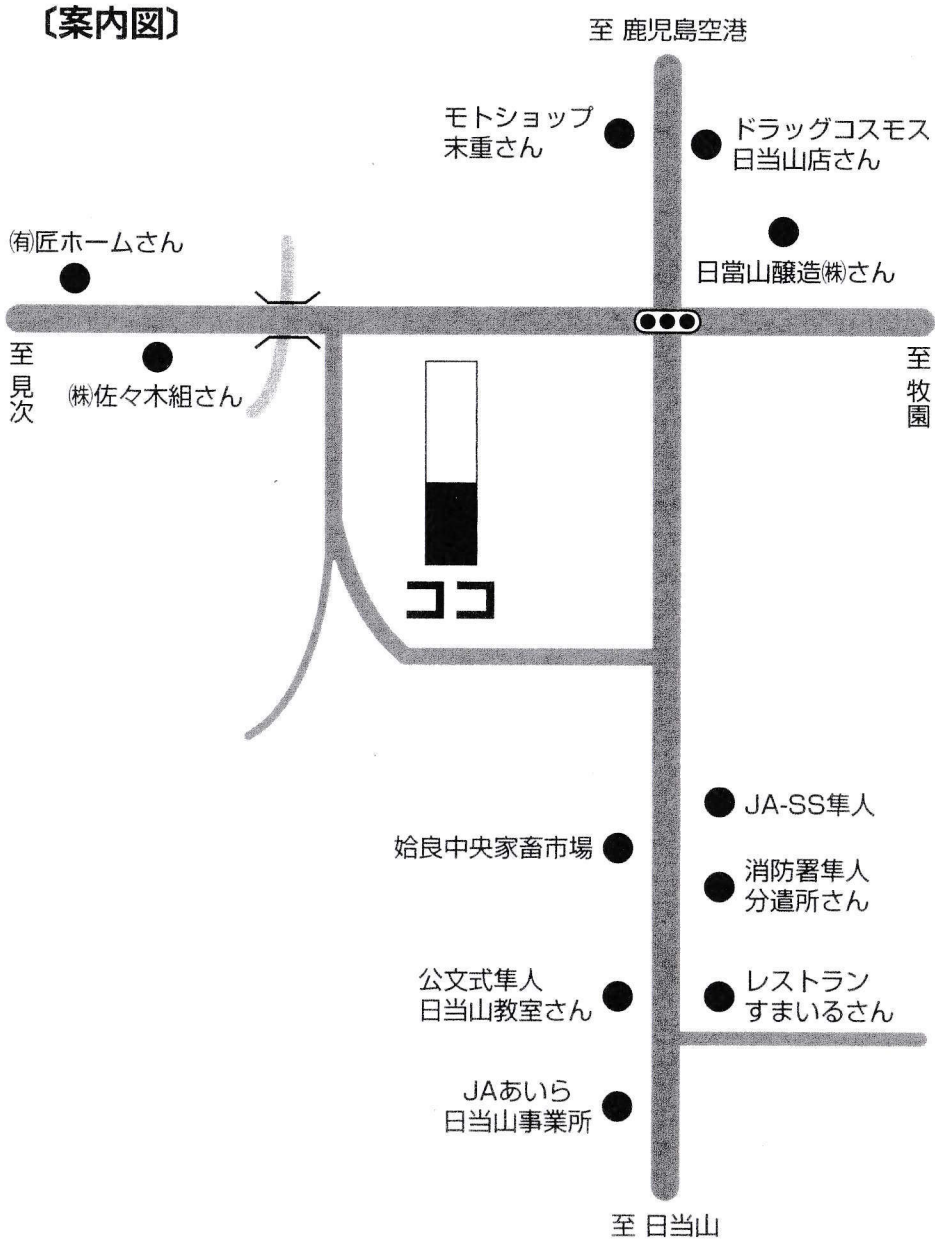 〔案内図〕
至 鹿児島空港
モトショップ
末重さん
ドラッグコスモス
日当山店さん
㈲匠ホームさん
日當山醸造㈱さん
至見次
㈱佐々木組さん
至牧園
ココ
JA-SS隼人
姶良中央家畜市場
消防署隼人
分遣所さん
公文式隼人
日当山教室さん
レストラン
すまいるさん
JAあいら
日当山事業所
至 日当山